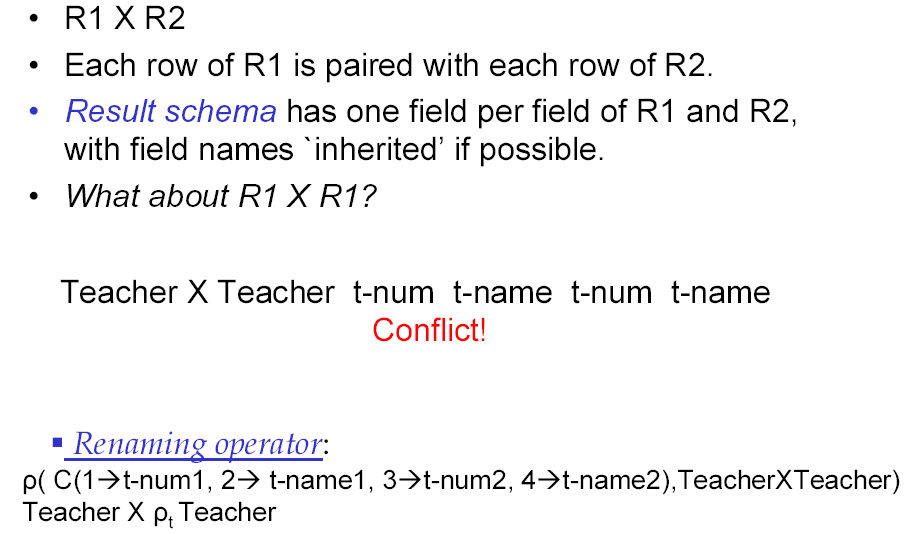 • R1 X R2
• Each row of R1 is paired with each row of R2.
• Result schema has one field per field of R1 and R2,
with field names `inherited’ if possible.
• What about R1 X R1?
Teacher X Teacher t-num t-name t-num t-name
Conflict!
▪ Renaming operator:
ρ( C(1→t-num1, 2→ t-name1, 3→t-num2, 4→t-name2),TeacherXTeacher)
Teacher X ρt Teacher